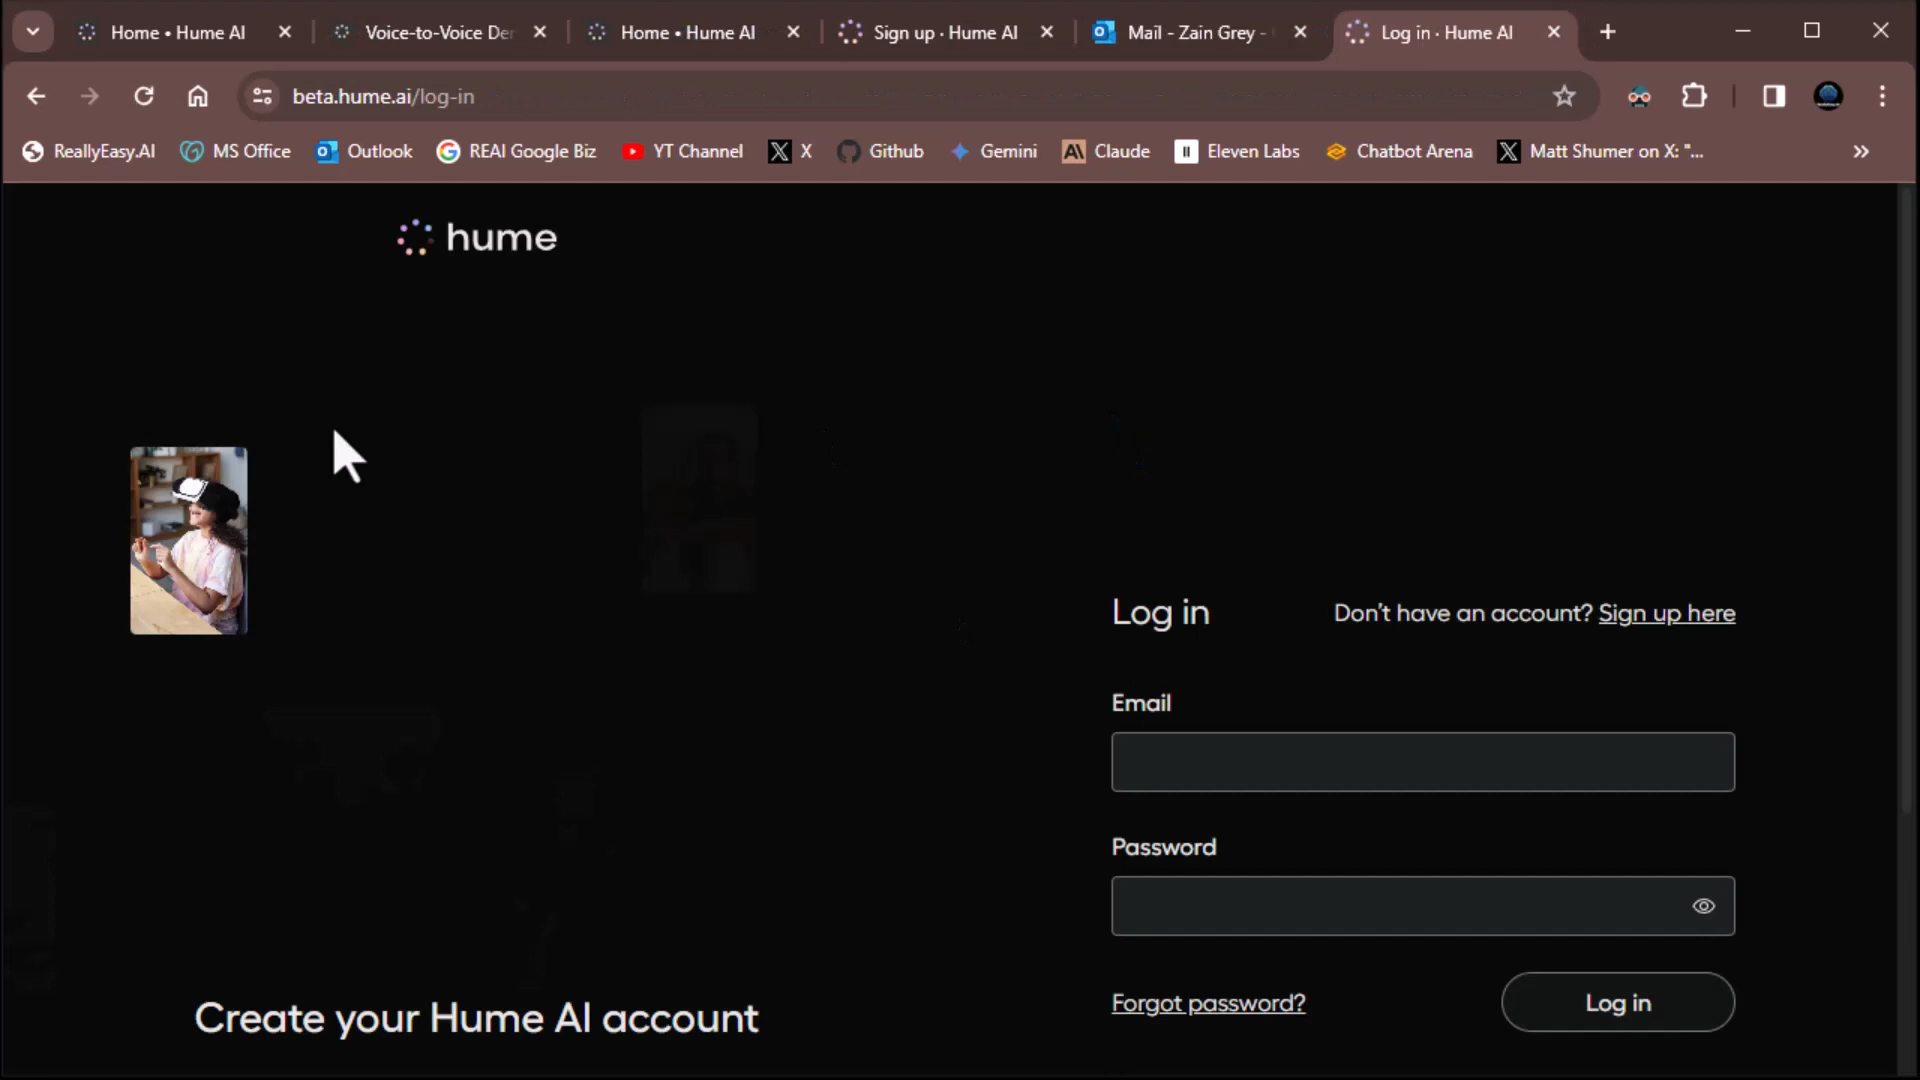 Home • Hume AI
Voice-to-Voice De
Home • Hume AI
Sign up · Hume AI
Mail - Zain Grey -
Log in · Hume AI
beta.hume.ai/log-in
ReallyEasy.AI
MS Office
Outlook
REAI Google Biz
YT Channel
X
Github
Gemini
Claude
Eleven Labs
Chatbot Arena
Matt Shumer on X: "...
hume
Log in
Don't have an account? Sign up here
Email
Password
Forgot password?
Log in
Create your Hume AI account